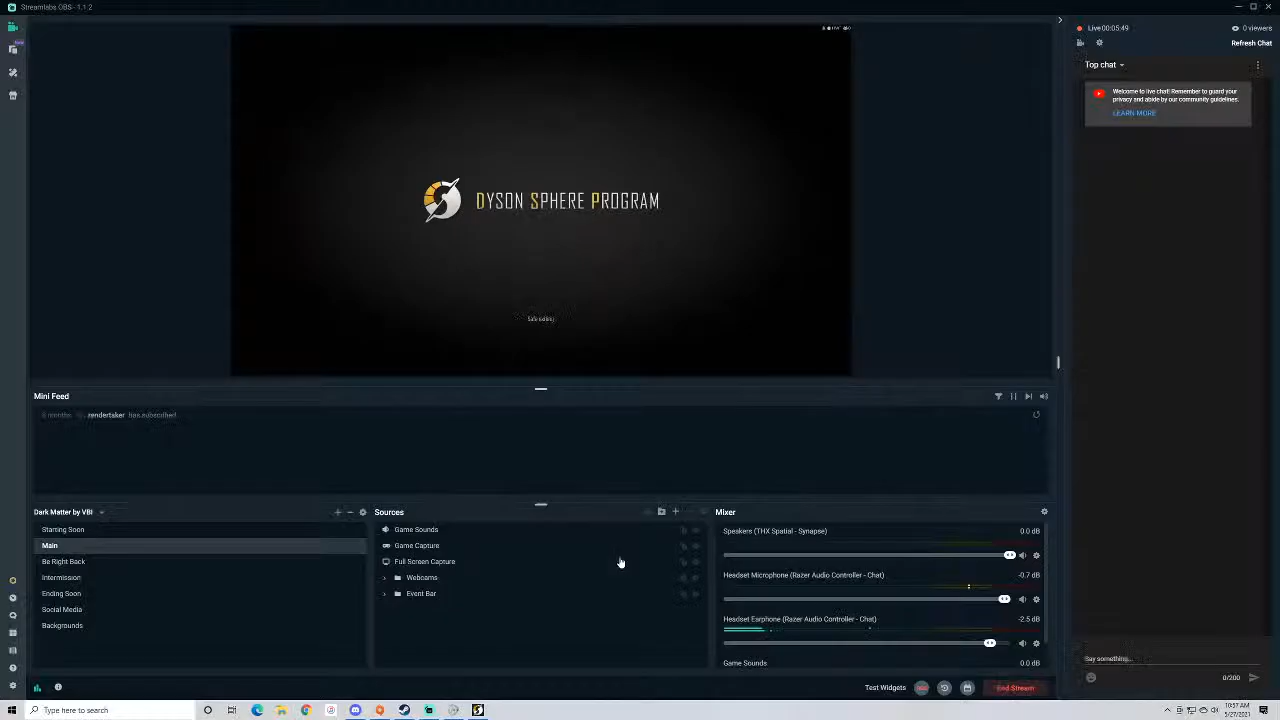 Streamlabs OBS - 1.1.2
DYSON SPHERE PROGRAM
Live 00:05:49
0 viewers
Refresh Chat
Top chat
Welcome to live chat! Remember to guard your
privacy and abide by our community guidelines.
LEARN MORE
Mini Feed
rendertaker
Dark Matter by VBI
Starting Soon
Main
Be Right Back
Intermission
Ending Soon
Social Media
Backgrounds
Sources
Game Sounds
Game Capture
Full Screen Capture
Webcams
Event Bar
Mixer
Speakers (THX Spatial - Synapse) 0.0 dB
Headset Microphone (Razer Audio Controller - Chat) -0.7 dB
Headset Earphone (Razer Audio Controller - Chat) -2.5 dB
Game Sounds 0.0 dB
Say something...
0/200
Test Widgets
REC
End Stream
Type here to search
10:57 AM
5/27/2021